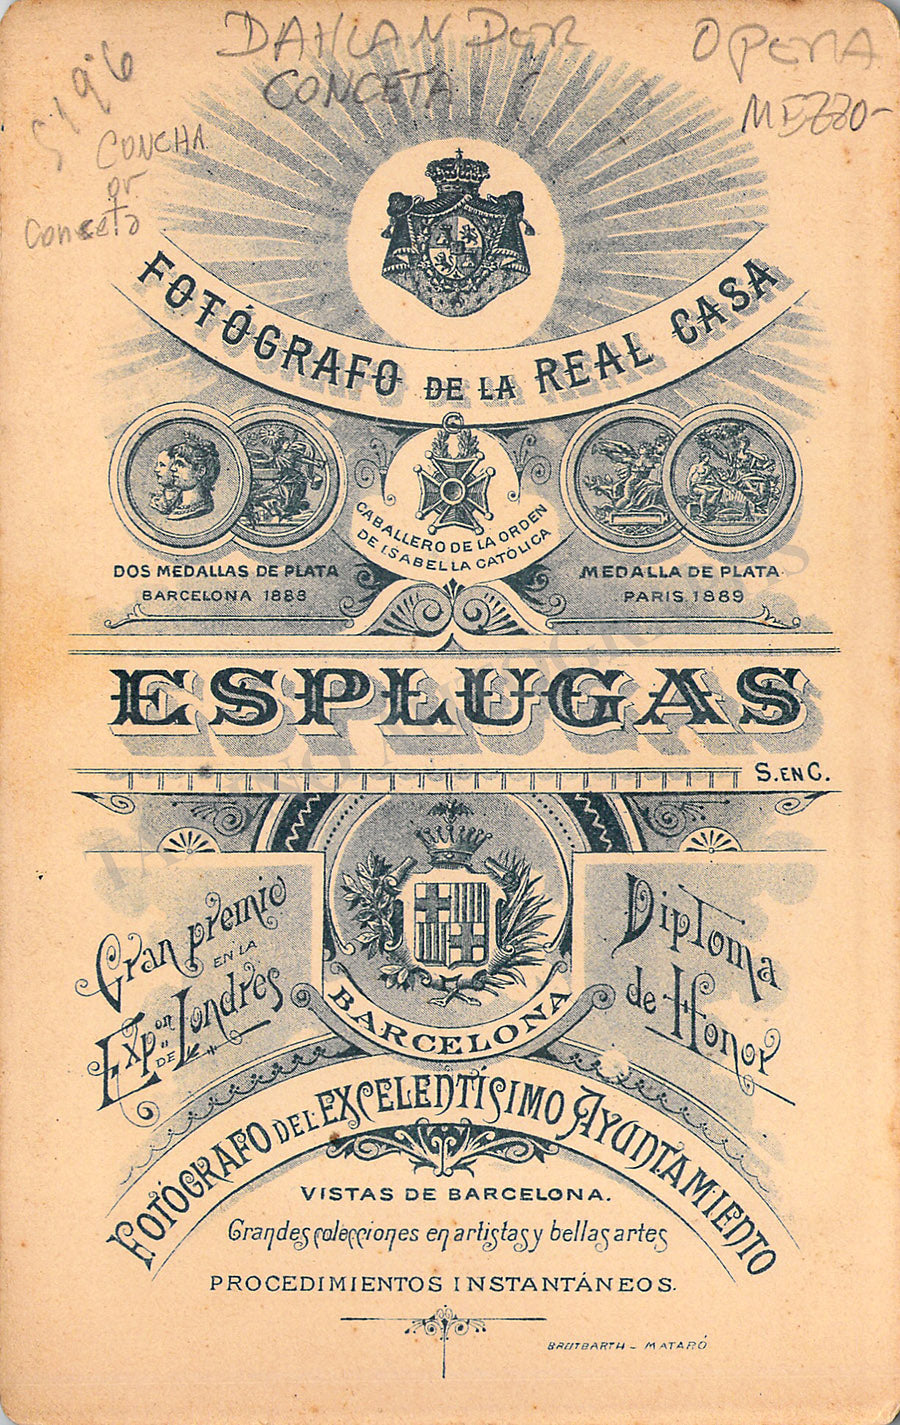 DAHLANDER
CONCETA
OPERA
MEZZO-
5196
CONCHA
or
Conceta
FOTÓGRAFO DE LA REAL CASA
CABALLERO DE LA ORDEN
DE ISABELLA CATÓLICA
DOS MEDALLAS DE PLATA
BARCELONA 1888
MEDALLA DE PLATA
PARIS 1889
ESPLUGAS
S. EN C.
Gran premio
EN LA
Expon DE Londres
Diploma
de Honor
BARCELONA
FOTÓGRAFO DEL EXCELENTÍSIMO AYUNTAMIENTO
VISTAS DE BARCELONA.
Grandes colecciones en artistas y bellas artes
PROCEDIMIENTOS INSTANTÁNEOS.
BREITBARTH - MATARÓ